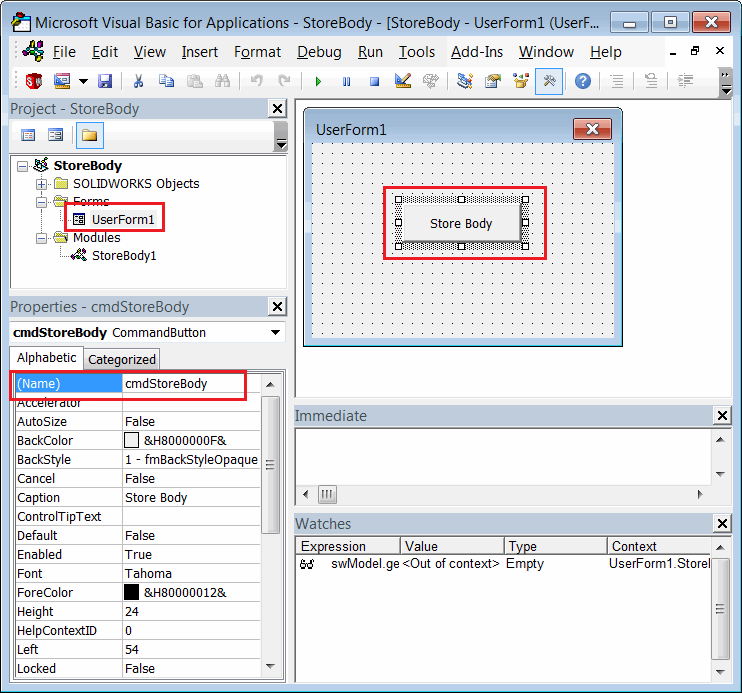 Microsoft Visual Basic for Applications - StoreBody - [StoreBody - UserForm1 (UserF...
File Edit View Insert Format Debug Run Tools Add-Ins Window Help
Project - StoreBody
StoreBody
SOLIDWORKS Objects
Forms
UserForm1
Modules
StoreBody1
Properties - cmdStoreBody
cmdStoreBody CommandButton
Alphabetic Categorized
(Name) cmdStoreBody
Accelerator
AutoSize False
BackColor &H8000000F&
BackStyle 1 - fmBackStyleOpaque
Cancel False
Caption Store Body
ControlTipText
Default False
Enabled True
Font Tahoma
ForeColor &H80000012&
Height 24
HelpContextID 0
Left 54
Locked False
UserForm1
Store Body
Immediate
Watches
Expression Value Type Context
swModel.ge <Out of context> Empty UserForm1.Storel